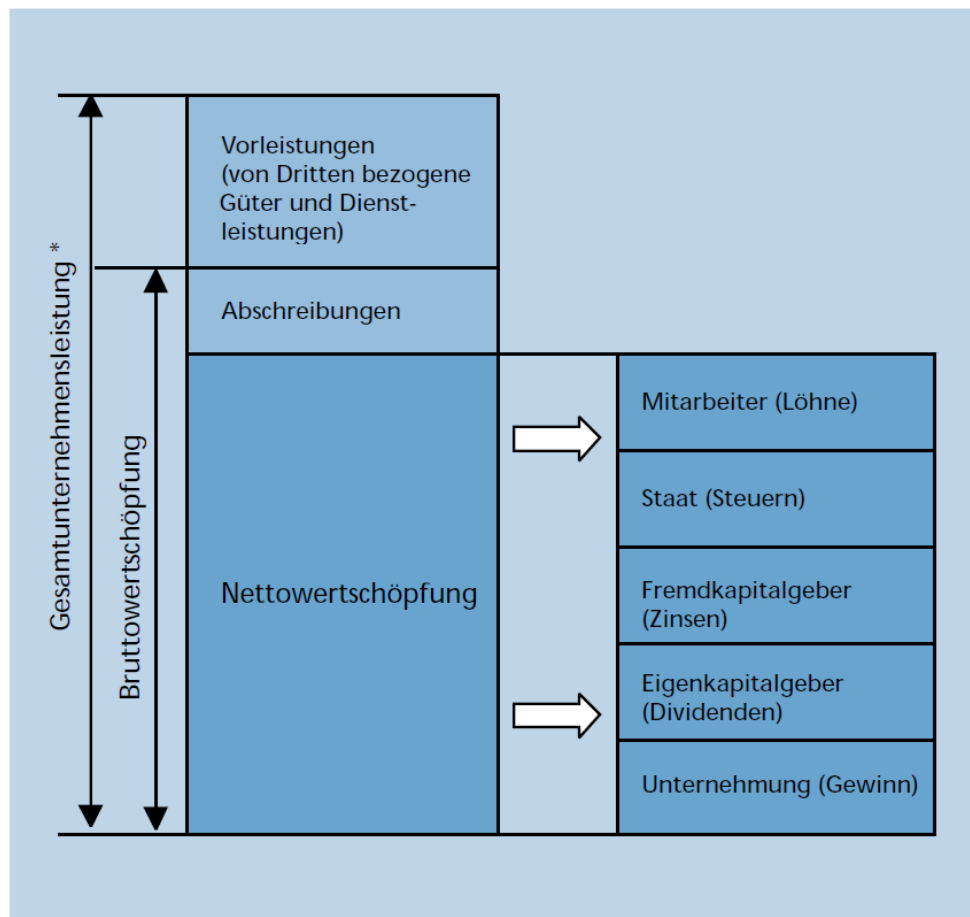 Gesamtunternehmensleistung *
Bruttowertschöpfung
Vorleistungen
(von Dritten bezogene
Güter und Dienst-
leistungen)
Abschreibungen
Nettowertschöpfung
Mitarbeiter (Löhne)
Staat (Steuern)
Fremdkapitalgeber
(Zinsen)
Eigenkapitalgeber
(Dividenden)
Unternehmung (Gewinn)